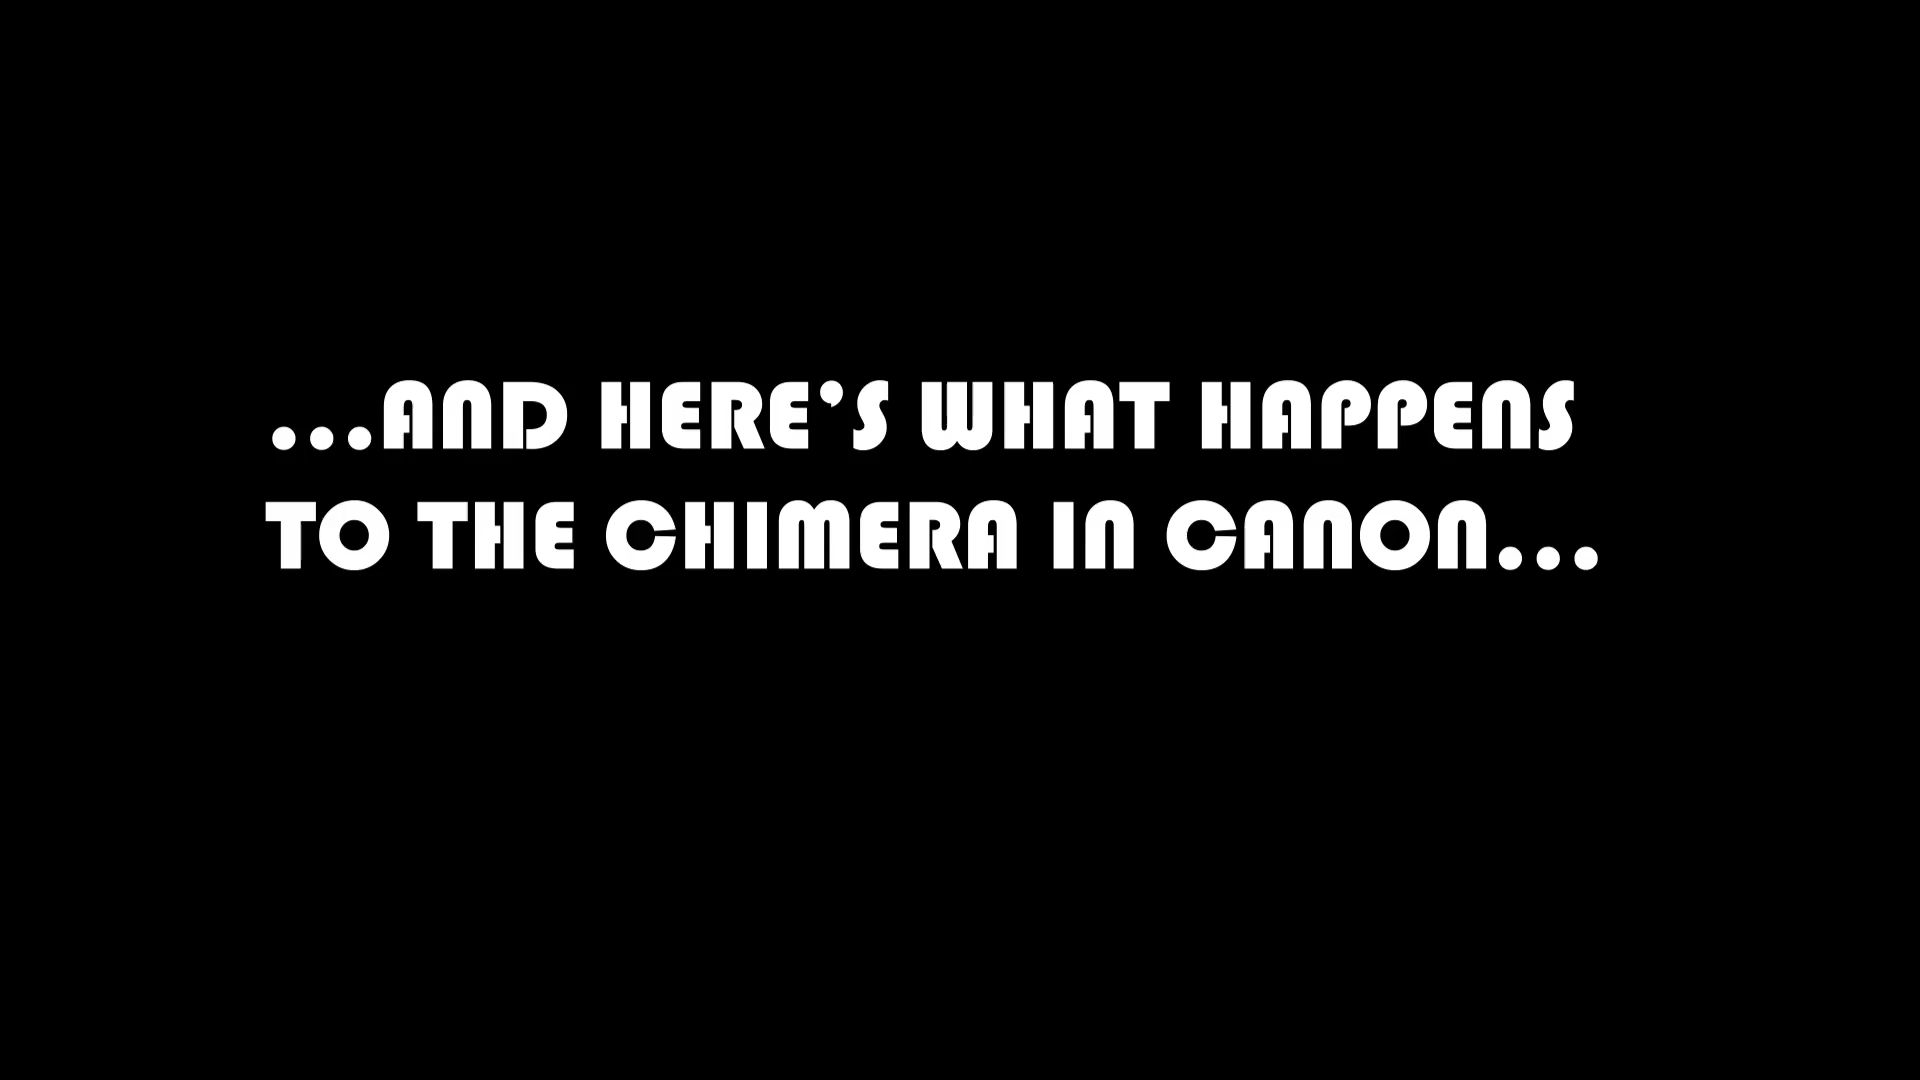 ...AND HERE’S WHAT HAPPENS
TO THE CHIMERA IN CANON...